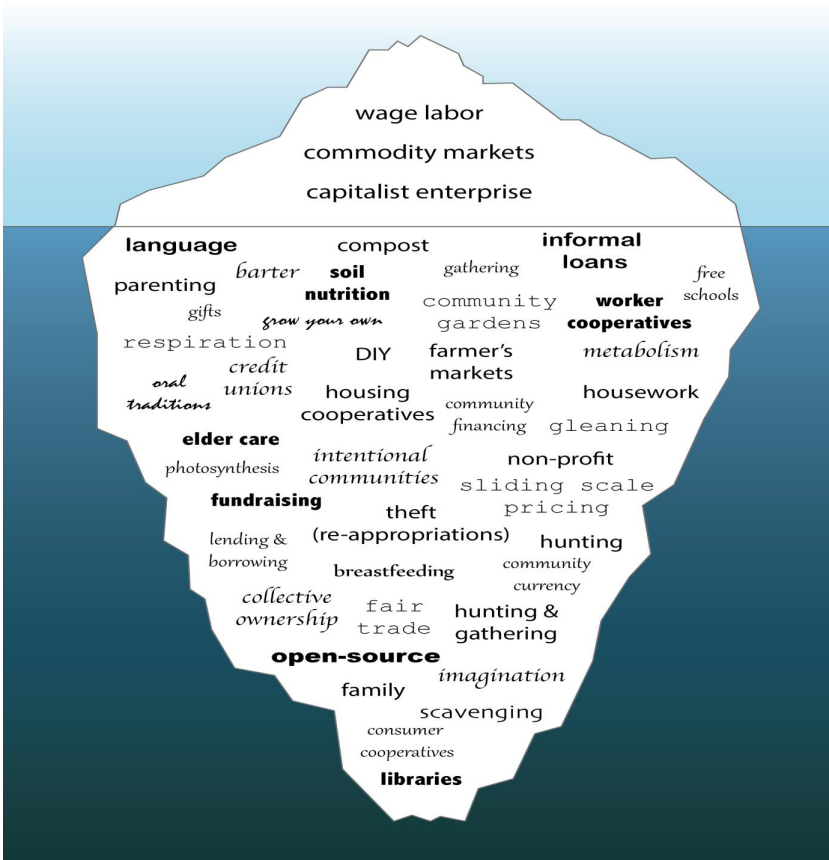 wage labor
commodity markets
capitalist enterprise
language
compost
informal
loans
parenting
barter
soil
nutrition
gathering
free
schools
gifts
grow your own
community
gardens
worker
cooperatives
respiration
credit
unions
DIY
farmer's
markets
metabolism
oral
traditions
housing
cooperatives
community
financing
housework
gleaning
elder care
photosynthesis
intentional
communities
non-profit
sliding scale
pricing
fundraising
theft
(re-appropriations)
lending &
borrowing
hunting
breastfeeding
community
currency
collective
ownership
fair
trade
hunting &
gathering
open-source
imagination
family
scavenging
consumer
cooperatives
libraries